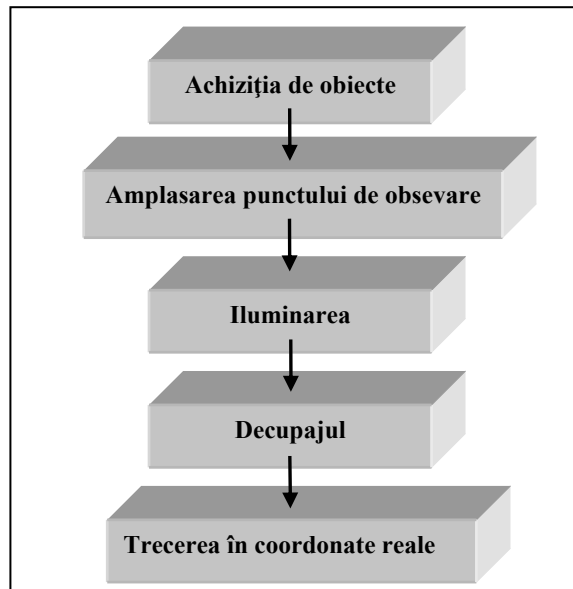 Achiziţia de obiecte
Amplasarea punctului de obsevare
Iluminarea
Decupajul
Trecerea în coordonate reale